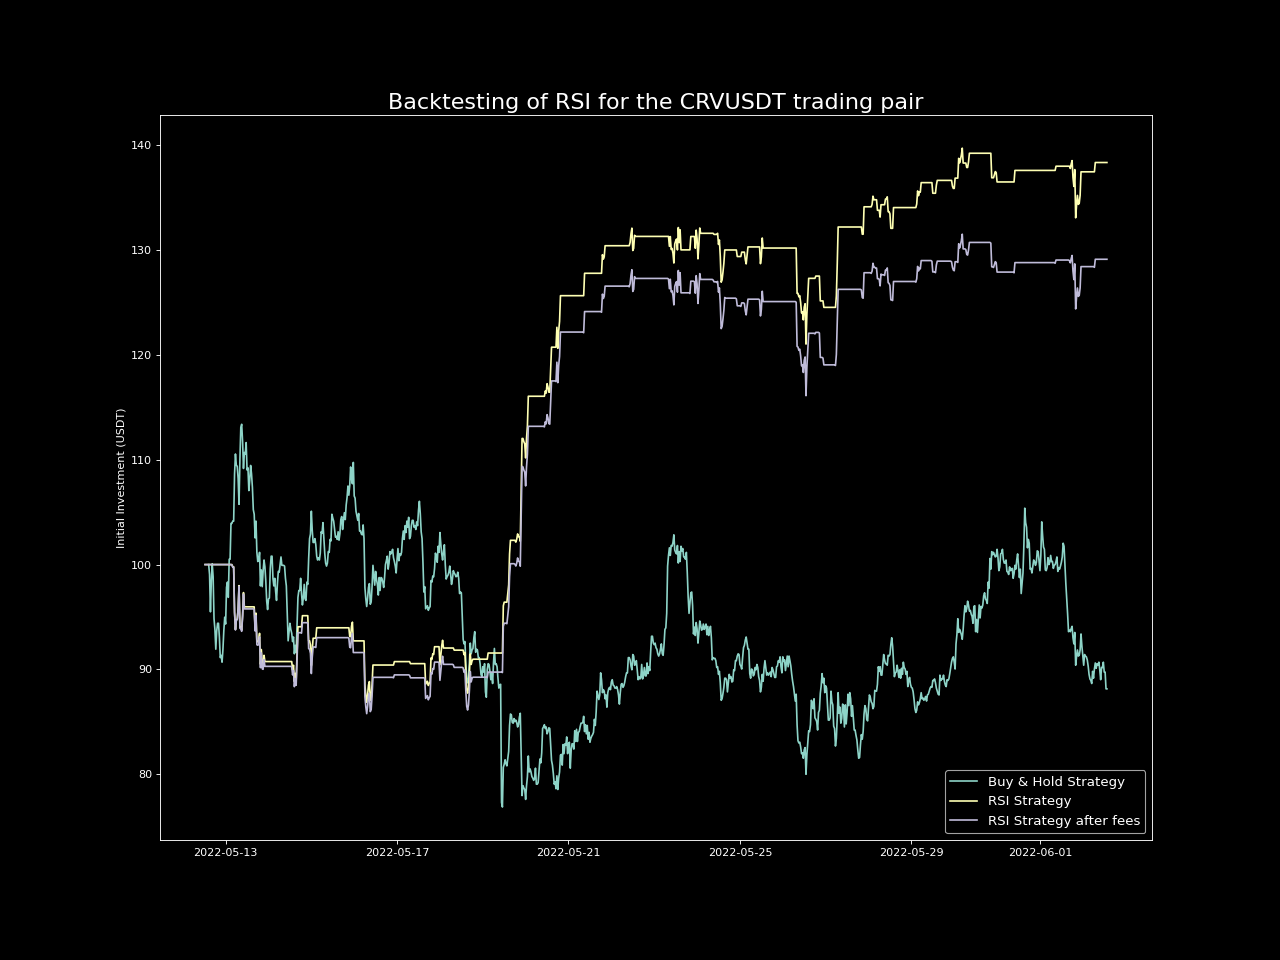 Backtesting of RSI for the CRVUSDT trading pair
140
130
120
110
100
90
80
Initial Investment (USDT)
2022-05-13
2022-05-17
2022-05-21
2022-05-25
2022-05-29
2022-06-01
Buy & Hold Strategy
RSI Strategy
RSI Strategy after fees